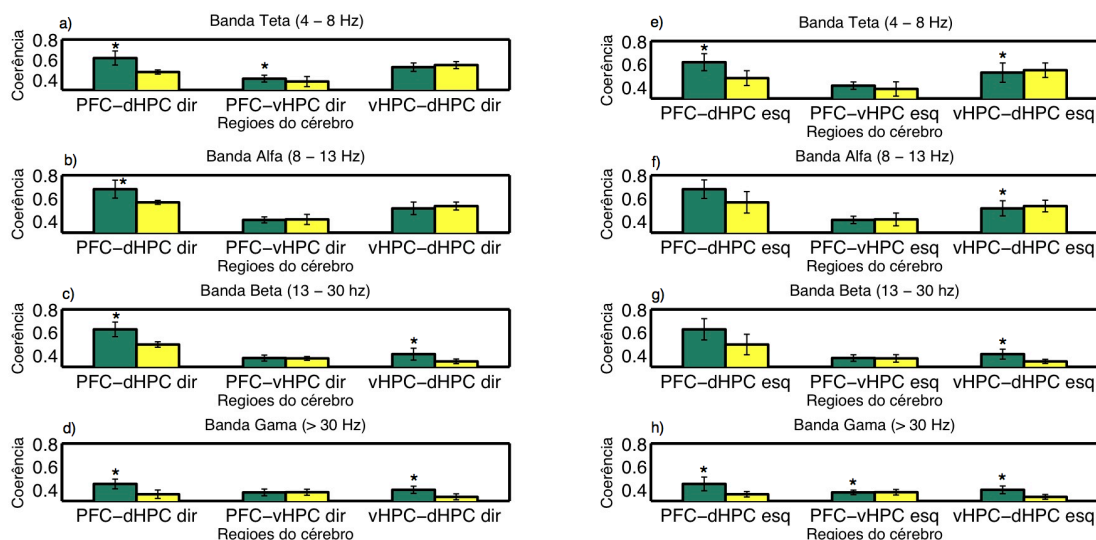 a) Banda Teta (4 – 8 Hz)
Coerência
0.8
0.6
0.4
* *
PFC–dHPC dir PFC–vHPC dir vHPC–dHPC dir
Regioes do cérebro
b) Banda Alfa (8 – 13 Hz)
Coerência
0.8
0.6
0.4
*
PFC–dHPC dir PFC–vHPC dir vHPC–dHPC dir
Regioes do cérebro
c) Banda Beta (13 – 30 hz)
Coerência
0.8
0.6
0.4
* *
PFC–dHPC dir PFC–vHPC dir vHPC–dHPC dir
Regioes do cérebro
d) Banda Gama (> 30 Hz)
Coerência
0.8
0.6
0.4
* *
PFC–dHPC dir PFC–vHPC dir vHPC–dHPC dir
Regioes do cérebro
e) Banda Teta (4 – 8 Hz)
Coerência
0.8
0.6
0.4
* *
PFC–dHPC esq PFC–vHPC esq vHPC–dHPC esq
Regioes do cérebro
f) Banda Alfa (8 – 13 Hz)
Coerência
0.8
0.6
0.4
*
PFC–dHPC esq PFC–vHPC esq vHPC–dHPC esq
Regioes do cérebro
g) Banda Beta (13 – 30 hz)
Coerência
0.8
0.6
0.4
*
PFC–dHPC esq PFC–vHPC esq vHPC–dHPC esq
Regioes do cérebro
h) Banda Gama (> 30 Hz)
Coerência
0.8
0.6
0.4
* * *
PFC–dHPC esq PFC–vHPC esq vHPC–dHPC esq
Regioes do cérebro